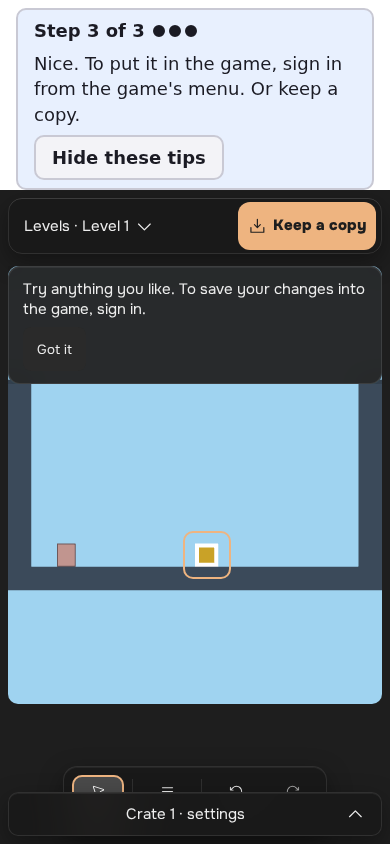 Step 3 of 3
Nice. To put it in the game, sign in
from the game's menu. Or keep a
copy.
Hide these tips
Levels · Level 1
Keep a copy
Try anything you like. To save your changes into
the game, sign in.
Got it
Crate 1 · settings